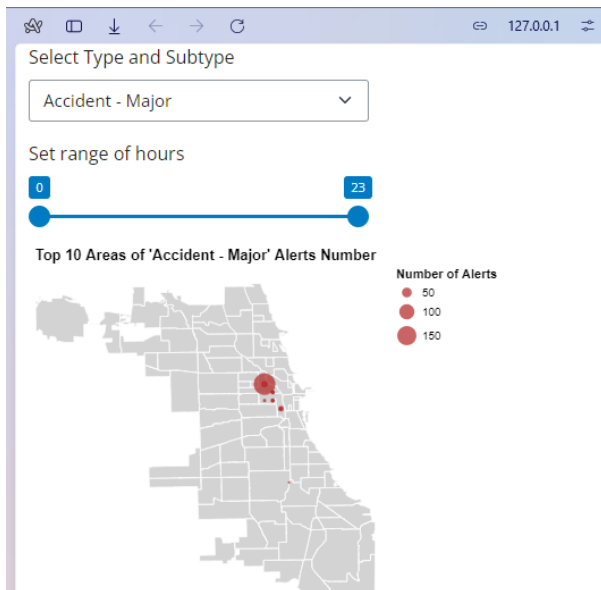 127.0.0.1
Select Type and Subtype
Accident - Major
Set range of hours
0
23
Top 10 Areas of 'Accident - Major' Alerts Number
Number of Alerts
50
100
150